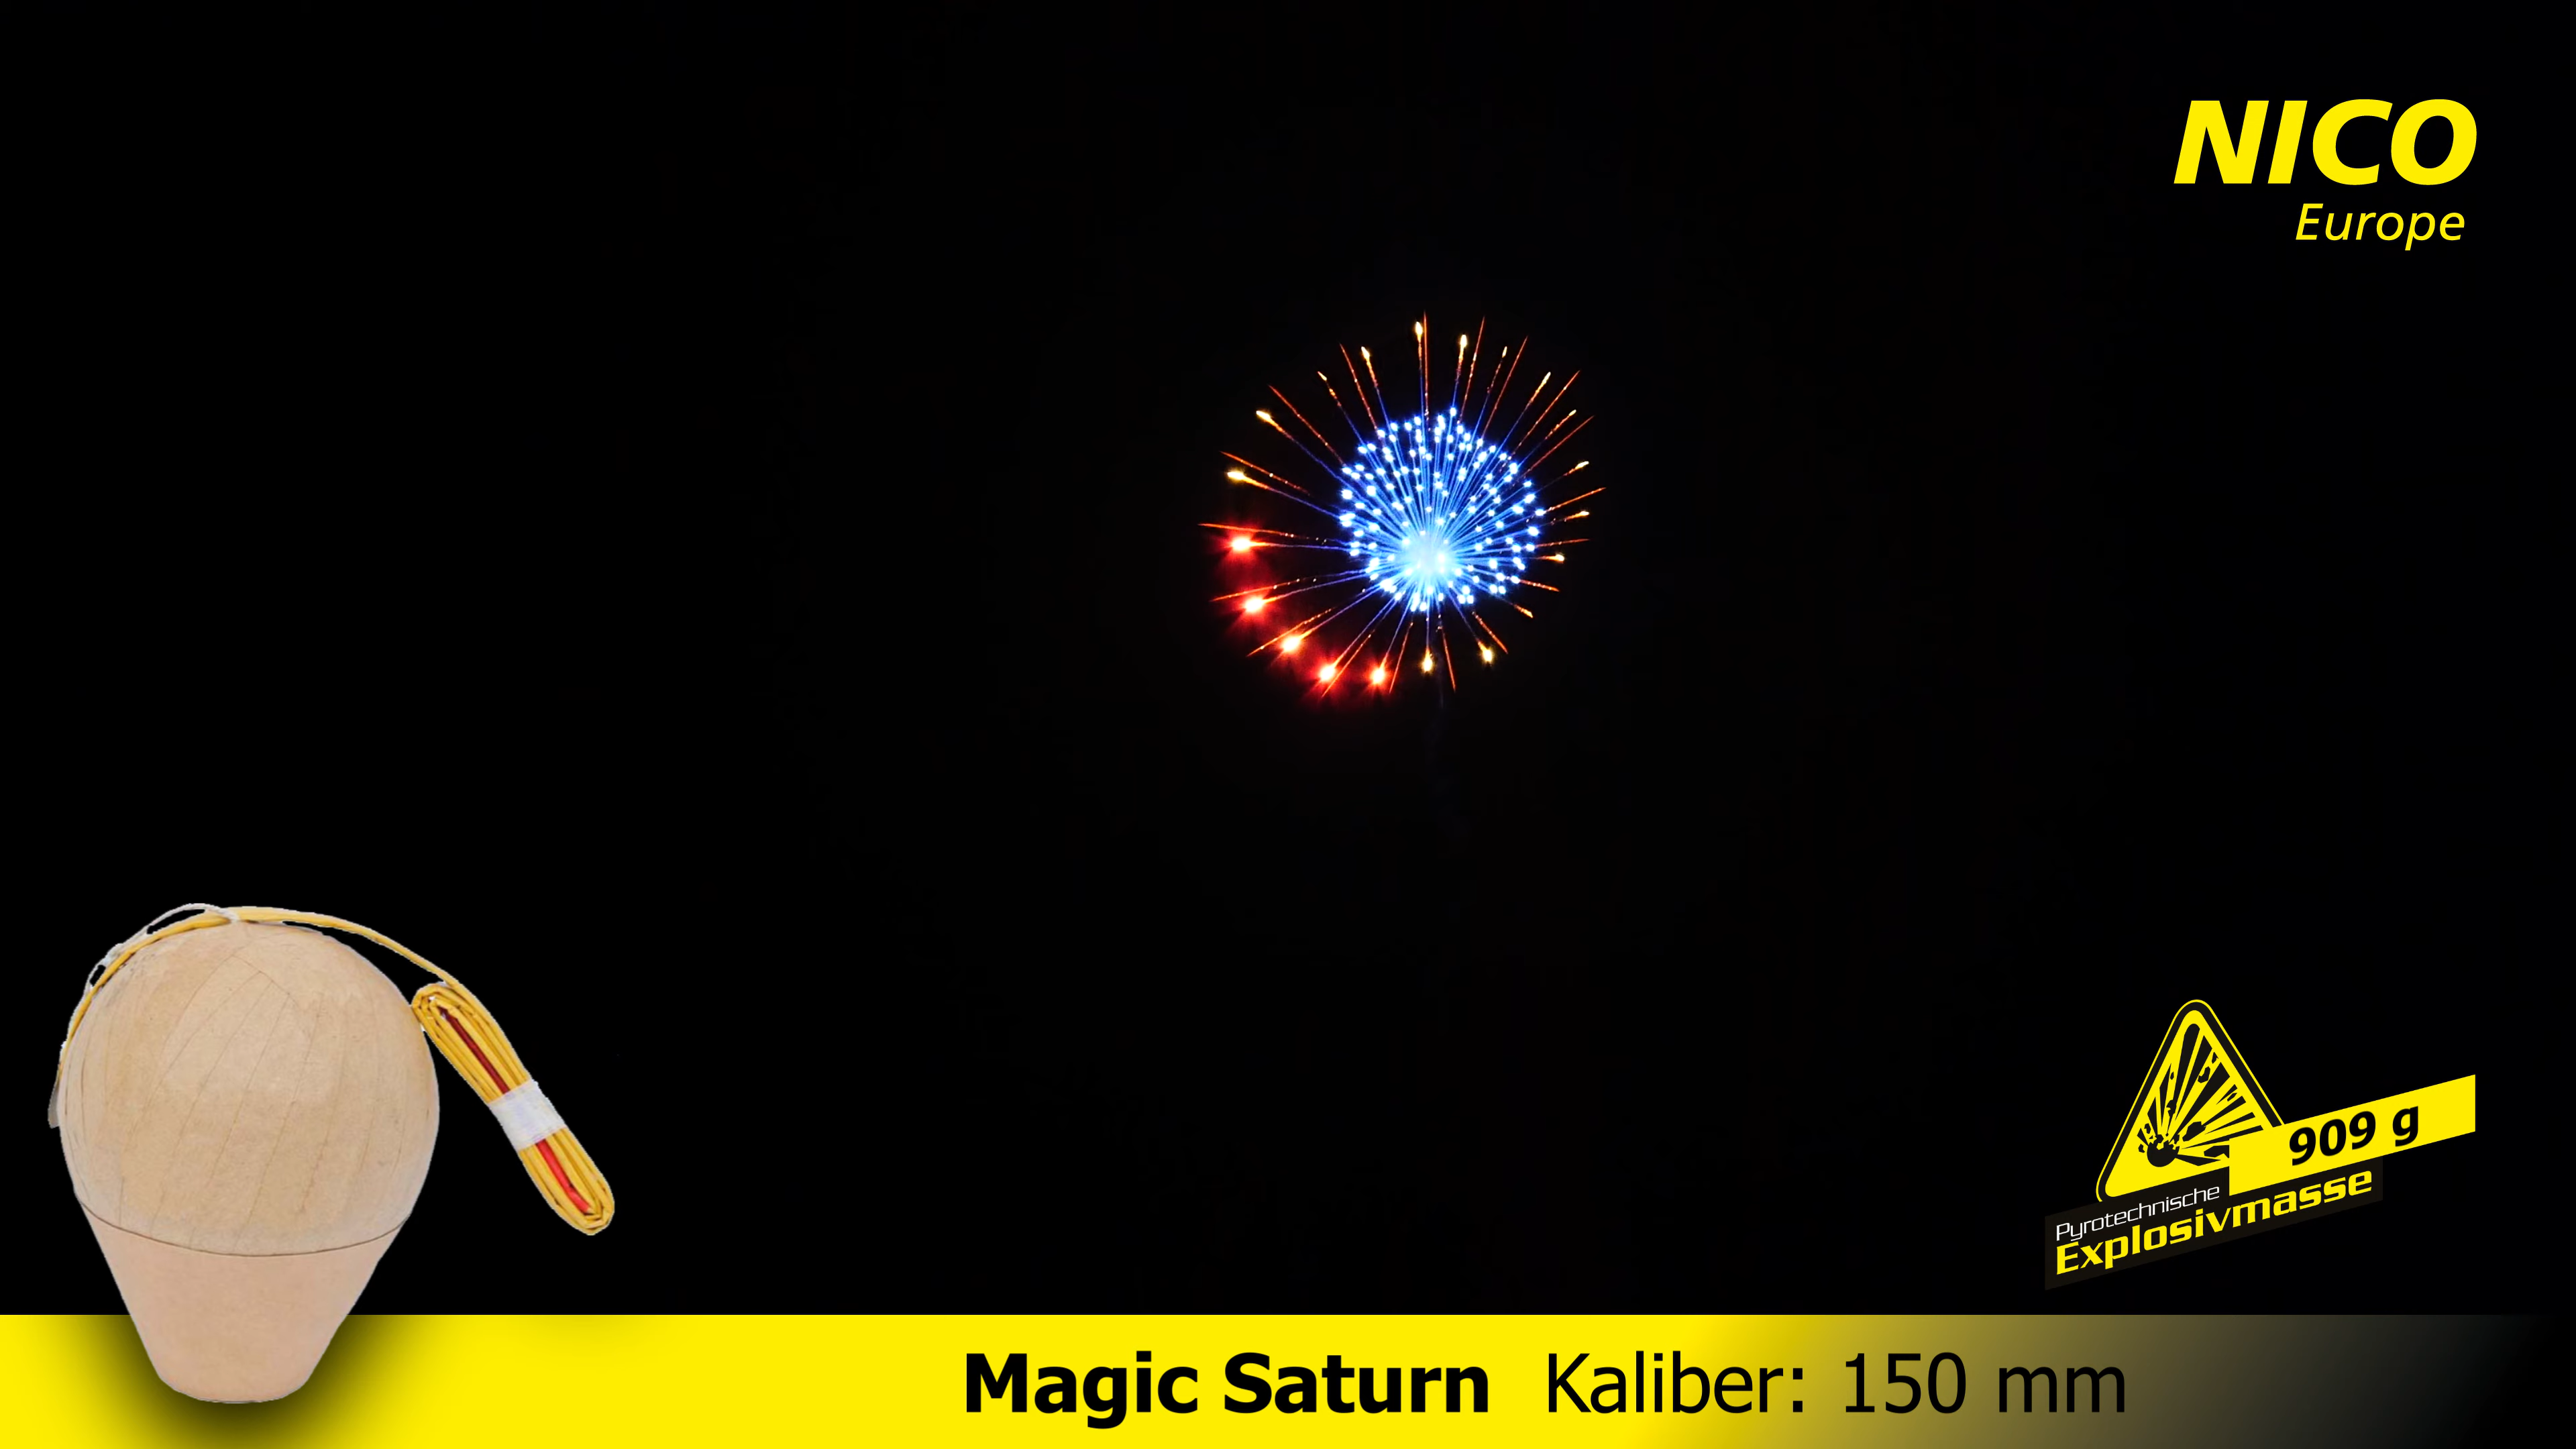 NICO
Europe
909 g
Pyrotechnische
Explosivmasse
Magic Saturn Kaliber: 150 mm